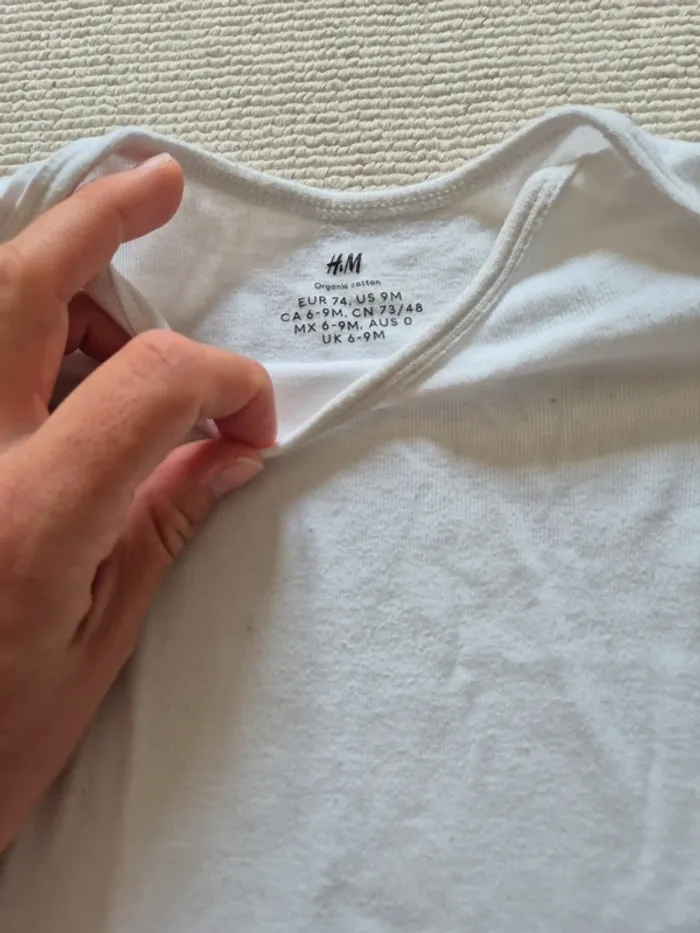 H&M
Organic cotton
EUR 74, US 9M
CA 6-9M, CN 73/48
MX 6-9M, AUS 0
UK 6-9M